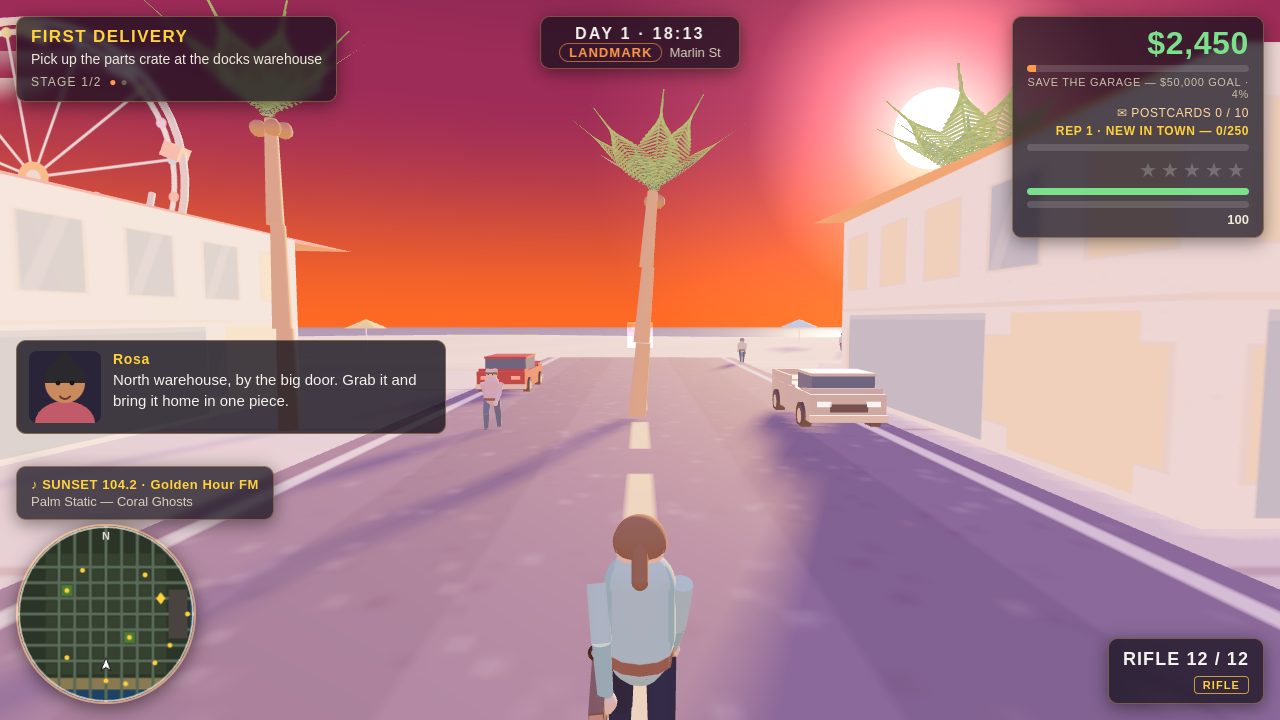 FIRST DELIVERY
Pick up the parts crate at the docks warehouse
STAGE 1/2
DAY 1 · 18:13
LANDMARK Marlin St
$2,450
SAVE THE GARAGE — $50,000 GOAL ·
4%
✉ POSTCARDS 0 / 10
REP 1 · NEW IN TOWN — 0/250
★ ★ ★ ★ ★
100
Rosa
North warehouse, by the big door. Grab it and
bring it home in one piece.
♪ SUNSET 104.2 · Golden Hour FM
Palm Static — Coral Ghosts
N
RIFLE 12 / 12
RIFLE